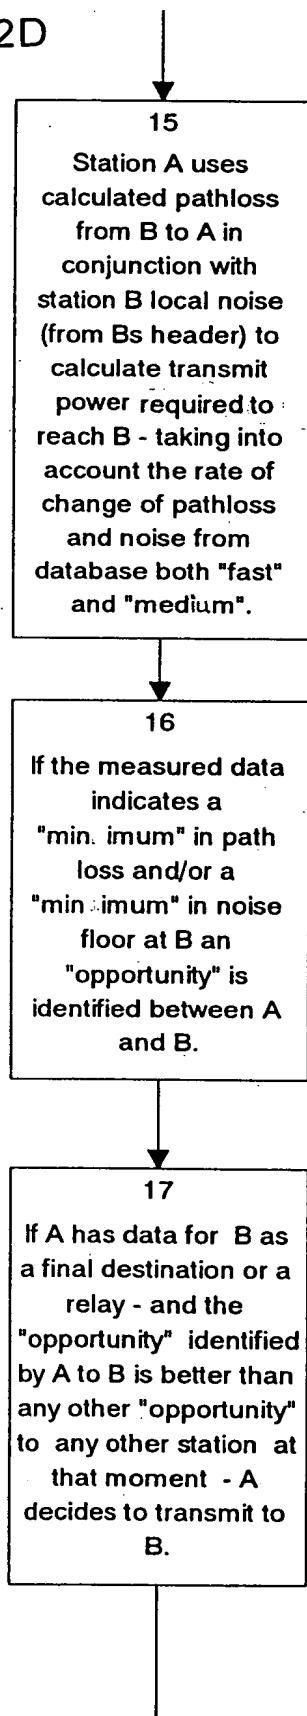 2D
15
Station A uses
calculated pathloss
from B to A in
conjunction with
station B local noise
(from Bs header) to
calculate transmit
power required to
reach B - taking into
account the rate of
change of pathloss
and noise from
database both "fast"
and "medium".
16
If the measured data
indicates a
"min. imum" in path
loss and/or a
"min imum" in noise
floor at B an
"opportunity" is
identified between A
and B.
17
If A has data for B as
a final destination or a
relay - and the
"opportunity" identified
by A to B is better than
any other "opportunity"
to any other station at
that moment - A
decides to transmit to
B.